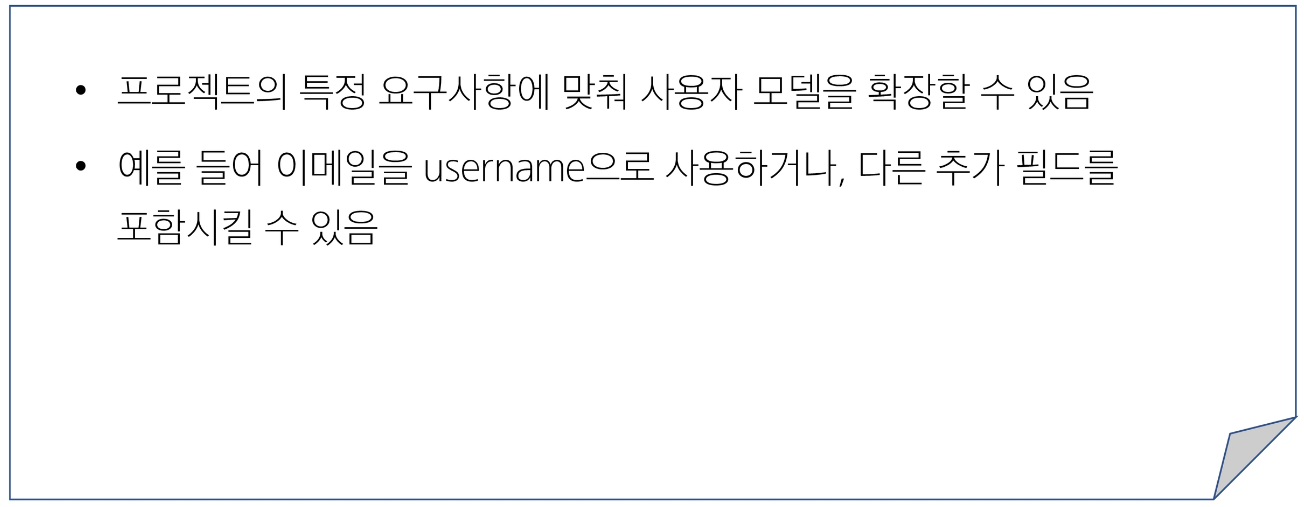 • 프로젝트의 특정 요구사항에 맞춰 사용자 모델을 확장할 수 있음
• 예를 들어 이메일을 username으로 사용하거나, 다른 추가 필드를
포함시킬 수 있음